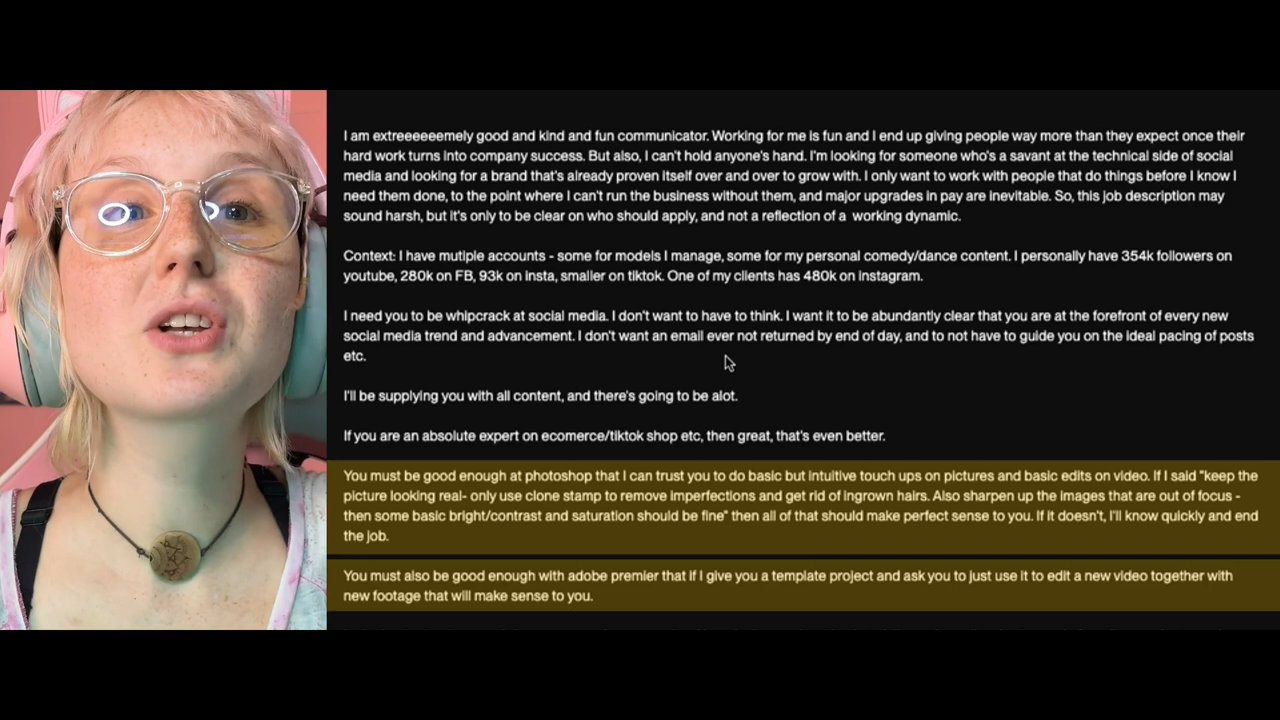 I am extreeeeeemely good and kind and fun communicator. Working for me is fun and I end up giving people way more than they expect once their
hard work turns into company success. But also, I can't hold anyone's hand. I'm looking for someone who's a savant at the technical side of social
media and looking for a brand that's already proven itself over and over to grow with. I only want to work with people that do things before I know I
need them done, to the point where I can't run the business without them, and major upgrades in pay are inevitable. So, this job description may
sound harsh, but it's only to be clear on who should apply, and not a reflection of a working dynamic.
Context: I have mutiple accounts - some for models I manage, some for my personal comedy/dance content. I personally have 354k followers on
youtube, 280k on FB, 93k on insta, smaller on tiktok. One of my clients has 480k on instagram.
I need you to be whipcrack at social media. I don't want to have to think. I want it to be abundantly clear that you are at the forefront of every new
social media trend and advancement. I don't want an email ever not returned by end of day, and to not have to guide you on the ideal pacing of posts
etc.
I'll be supplying you with all content, and there's going to be alot.
If you are an absolute expert on ecomerce/tiktok shop etc, then great, that's even better.
You must be good enough at photoshop that I can trust you to do basic but intuitive touch ups on pictures and basic edits on video. If I said "keep the
picture looking real- only use clone stamp to remove imperfections and get rid of ingrown hairs. Also sharpen up the images that are out of focus -
then some basic bright/contrast and saturation should be fine" then all of that should make perfect sense to you. If it doesn't, I'll know quickly and end
the job.
You must also be good enough with adobe premier that if I give you a template project and ask you to just use it to edit a new video together with
new footage that will make sense to you.